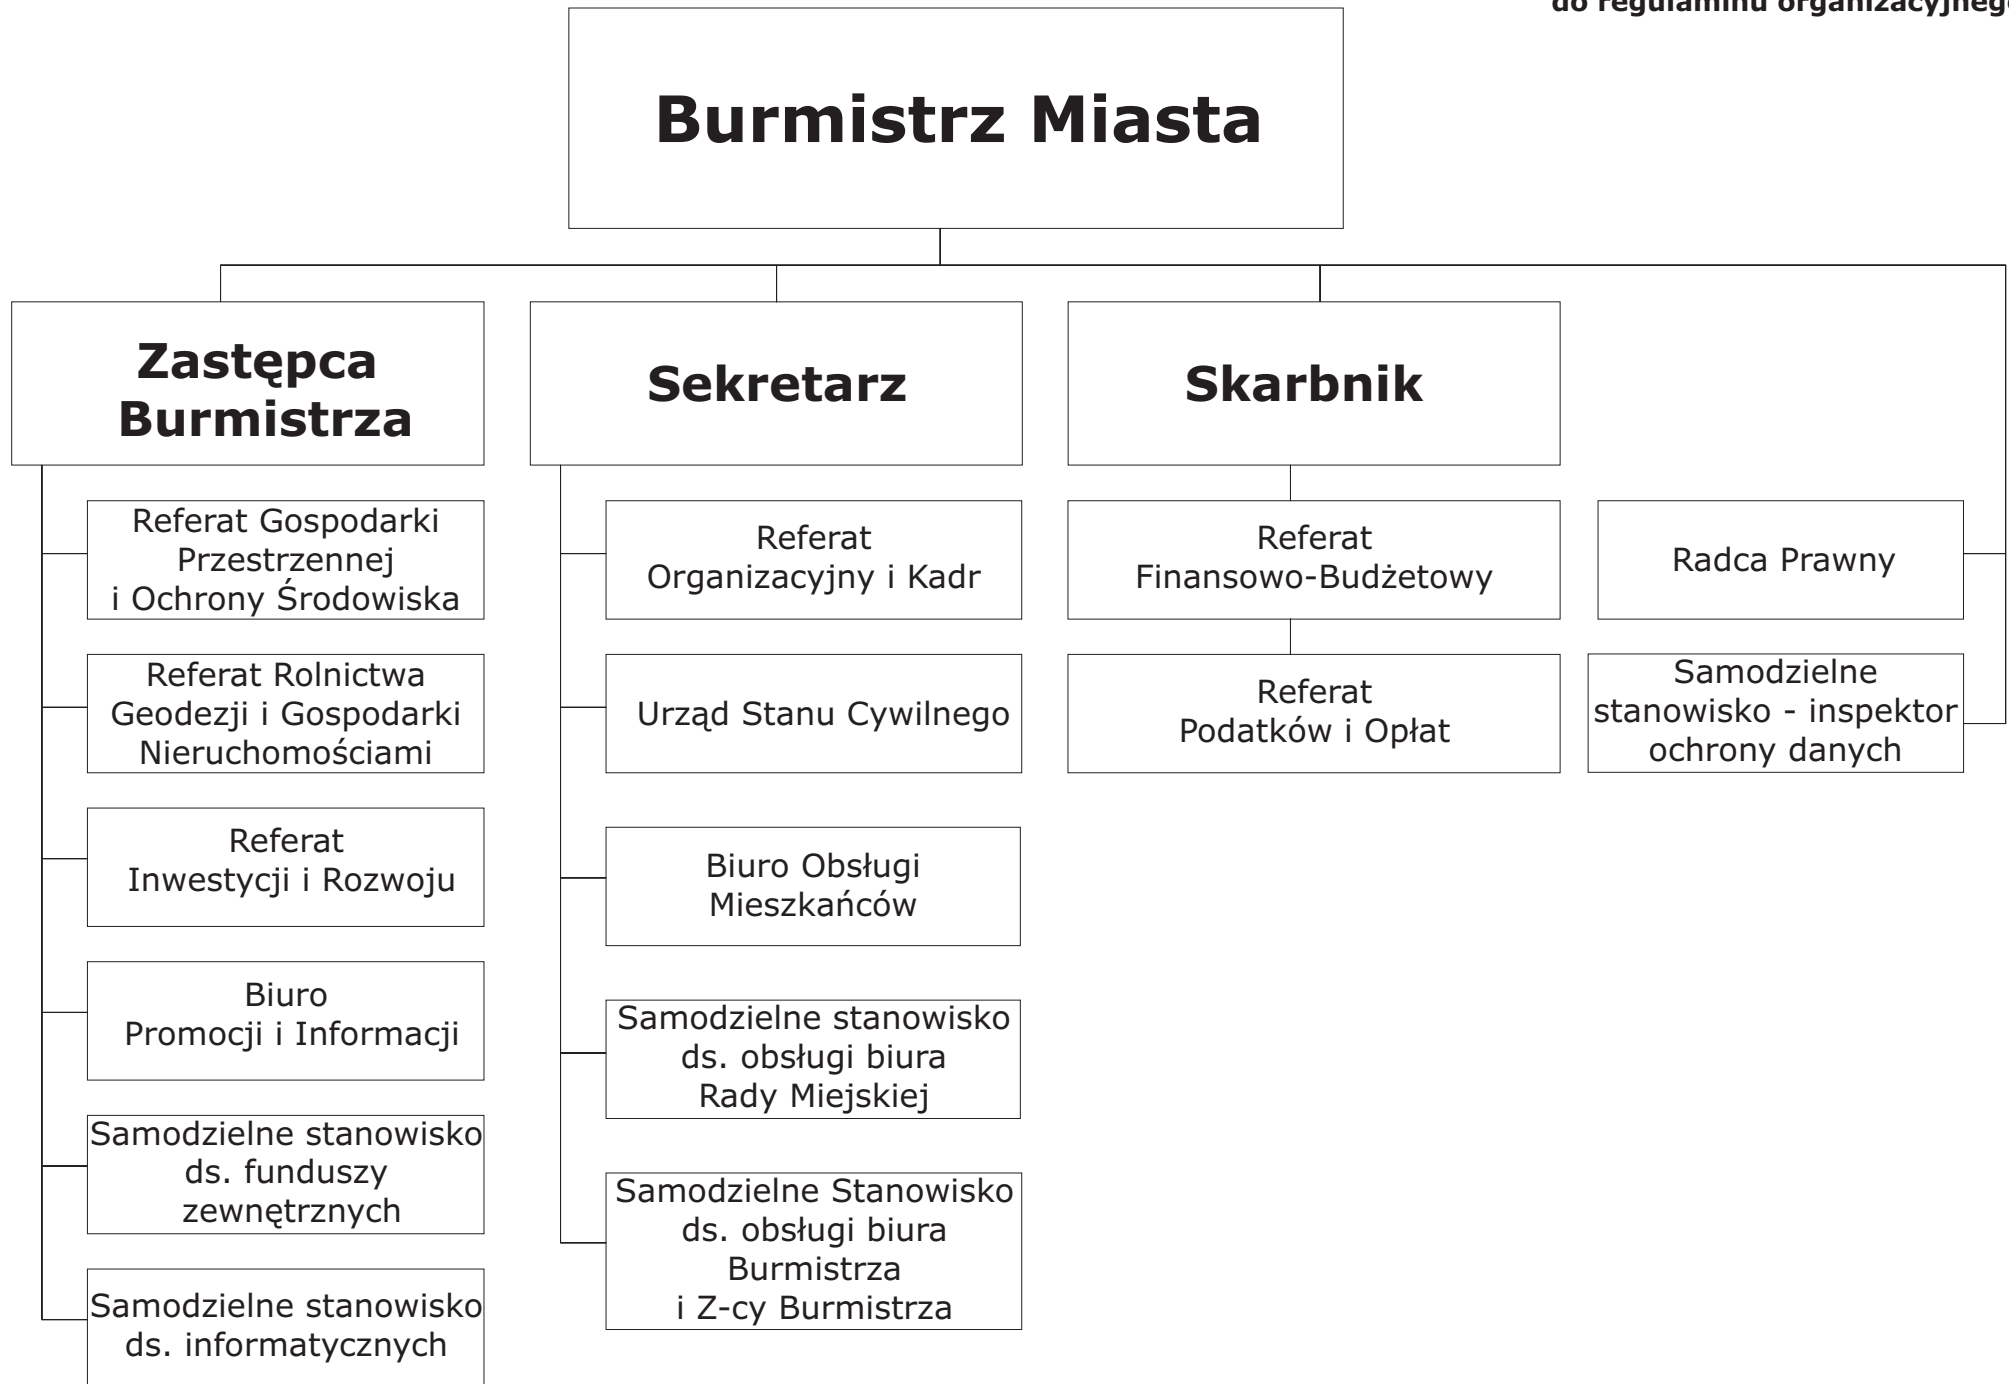 do regulaminu organizacyjnego
Burmistrz Miasta
Zastępca
Burmistrza
Sekretarz
Skarbnik
Referat Gospodarki
Przestrzennej
i Ochrony Środowiska
Referat Rolnictwa
Geodezji i Gospodarki
Nieruchomościami
Referat
Inwestycji i Rozwoju
Biuro
Promocji i Informacji
Samodzielne stanowisko
ds. funduszy
zewnętrznych
Samodzielne stanowisko
ds. informatycznych
Referat
Organizacyjny i Kadr
Urząd Stanu Cywilnego
Biuro Obsługi
Mieszkańców
Samodzielne stanowisko
ds. obsługi biura
Rady Miejskiej
Samodzielne Stanowisko
ds. obsługi biura
Burmistrza
i Z-cy Burmistrza
Referat
Finansowo-Budżetowy
Referat
Podatków i Opłat
Radca Prawny
Samodzielne
stanowisko - inspektor
ochrony danych